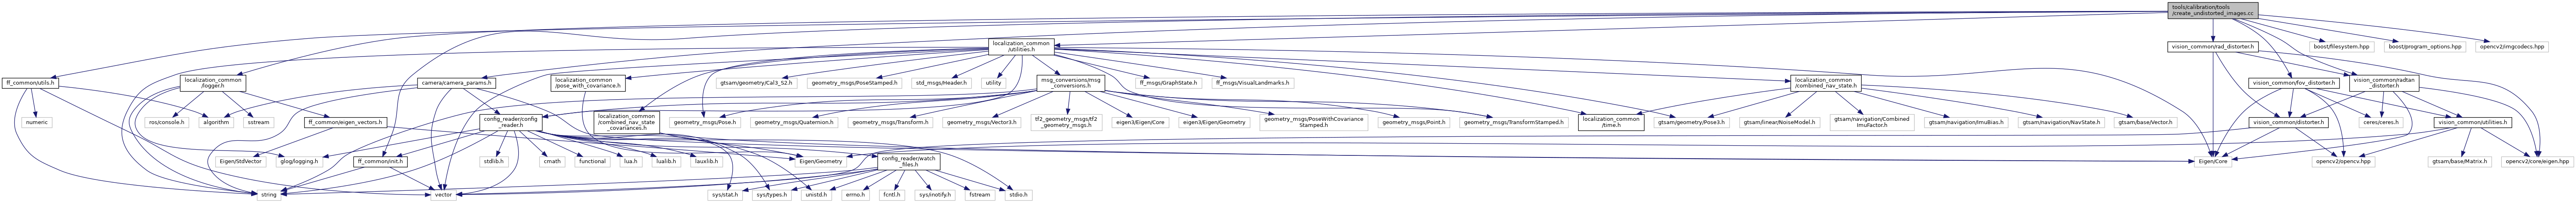 tools/calibration/tools
/create_undistorted_images.cc
localization_common
/utilities.h
vision_common/rad_distorter.h
boost/filesystem.hpp
boost/program_options.hpp
opencv2/imgcodecs.hpp
ff_common/utils.h
localization_common
/logger.h
camera/camera_params.h
localization_common
/pose_with_covariance.h
gtsam/geometry/Cal3_S2.h
geometry_msgs/PoseStamped.h
std_msgs/Header.h
utility
msg_conversions/msg
_conversions.h
ff_msgs/GraphState.h
ff_msgs/VisualLandmarks.h
localization_common
/combined_nav_state.h
vision_common/fov_distorter.h
vision_common/radtan
_distorter.h
numeric
ros/console.h
algorithm
sstream
ff_common/eigen_vectors.h
config_reader/config
_reader.h
localization_common
/combined_nav_state
_covariances.h
geometry_msgs/Pose.h
geometry_msgs/Quaternion.h
geometry_msgs/Transform.h
geometry_msgs/Vector3.h
tf2_geometry_msgs/tf2
_geometry_msgs.h
eigen3/Eigen/Core
eigen3/Eigen/Geometry
geometry_msgs/PoseWithCovariance
Stamped.h
geometry_msgs/Point.h
geometry_msgs/TransformStamped.h
localization_common
/time.h
gtsam/geometry/Pose3.h
gtsam/linear/NoiseModel.h
gtsam/navigation/Combined
ImuFactor.h
gtsam/navigation/ImuBias.h
gtsam/navigation/NavState.h
gtsam/base/Vector.h
vision_common/distorter.h
ceres/ceres.h
vision_common/utilities.h
Eigen/StdVector
glog/logging.h
ff_common/init.h
stdlib.h
cmath
functional
lua.h
lualib.h
lauxlib.h
Eigen/Geometry
config_reader/watch
_files.h
Eigen/Core
opencv2/opencv.hpp
gtsam/base/Matrix.h
opencv2/core/eigen.hpp
string
vector
sys/stat.h
sys/types.h
unistd.h
errno.h
fcntl.h
sys/inotify.h
fstream
stdio.h